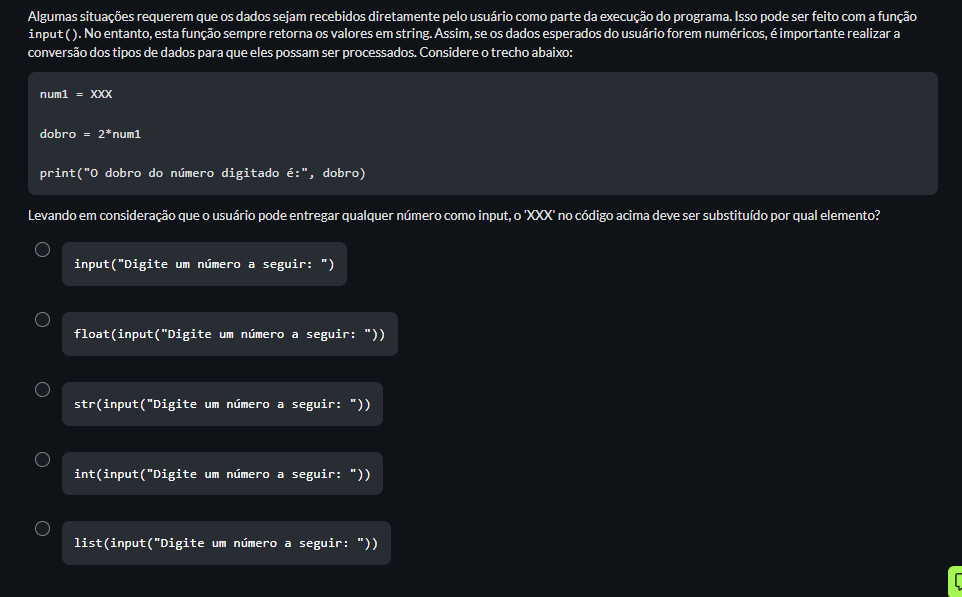 Algumas situações requerem que os dados sejam recebidos diretamente pelo usuário como parte da execução do programa. Isso pode ser feito com a função
input(). No entanto, esta função sempre retorna os valores em string. Assim, se os dados esperados do usuário forem numéricos, é importante realizar a
conversão dos tipos de dados para que eles possam ser processados. Considere o trecho abaixo:
num1 = XXX
dobro = 2*num1
print("O dobro do número digitado é:", dobro)
Levando em consideração que o usuário pode entregar qualquer número como input, o 'XXX' no código acima deve ser substituído por qual elemento?
input("Digite um número a seguir: ")
float(input("Digite um número a seguir: "))
str(input("Digite um número a seguir: "))
int(input("Digite um número a seguir: "))
list(input("Digite um número a seguir: "))